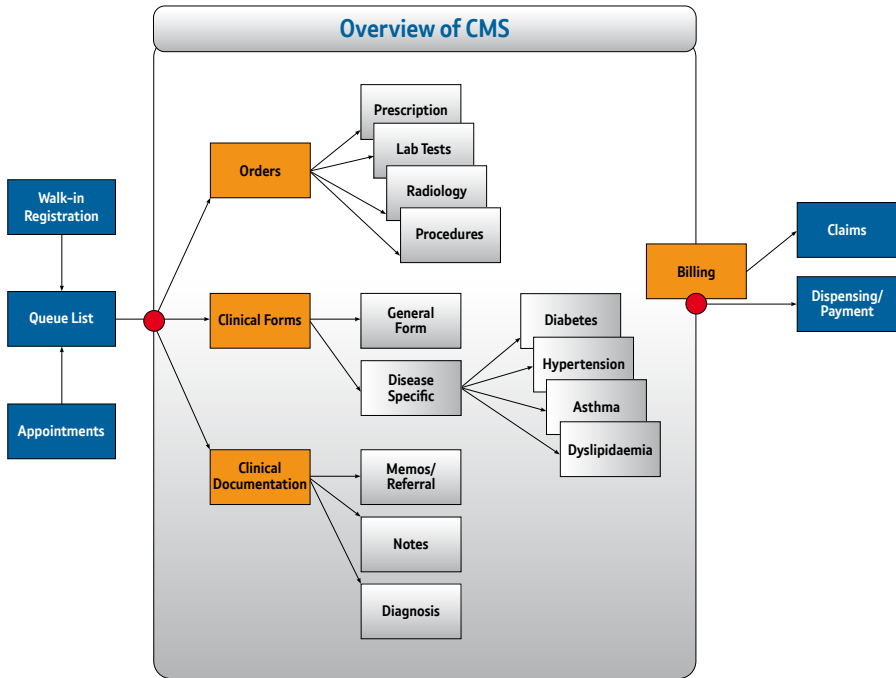 Overview of CMS
Walk-in
Registration
Queue List
Appointments
Orders
Prescription
Lab Tests
Radiology
Procedures
Clinical Forms
General
Form
Disease
Specific
Diabetes
Hypertension
Asthma
Dyslipidaemia
Clinical
Documentation
Memos/
Referral
Notes
Diagnosis
Billing
Claims
Dispensing/
Payment